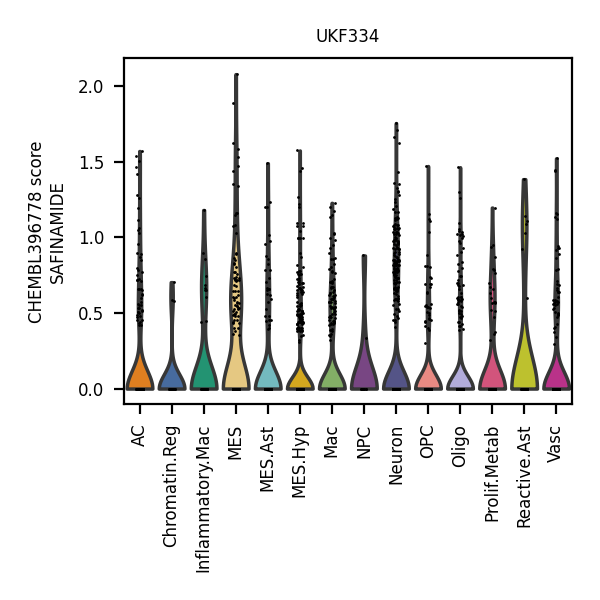 UKF334
CHEMBL396778 score
SAFINAMIDE
2.0
1.5
1.0
0.5
0.0
AC
Chromatin.Reg
Inflammatory.Mac
MES
MES.Ast
MES.Hyp
Mac
NPC
Neuron
OPC
Oligo
Prolif.Metab
Reactive.Ast
Vasc